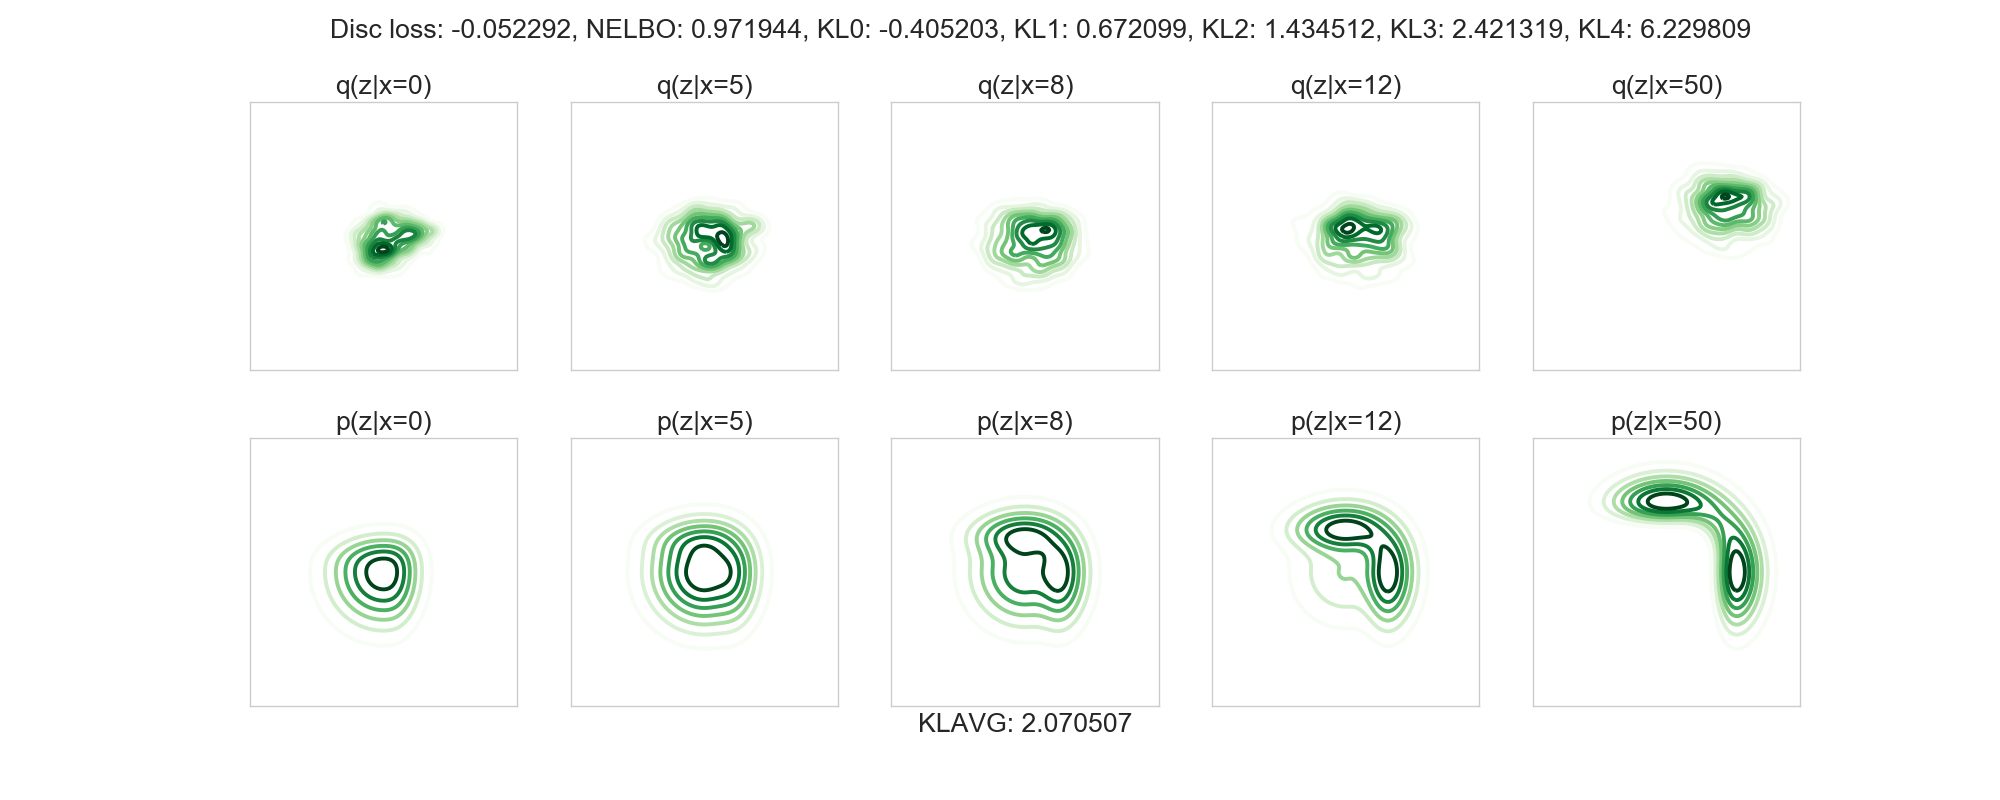 Disc loss: -0.052292, NELBO: 0.971944, KL0: -0.405203, KL1: 0.672099, KL2: 1.434512, KL3: 2.421319, KL4: 6.229809
q(z|x=0)
q(z|x=5)
q(z|x=8)
q(z|x=12)
q(z|x=50)
p(z|x=0)
p(z|x=5)
p(z|x=8)
p(z|x=12)
p(z|x=50)
KLAVG: 2.070507